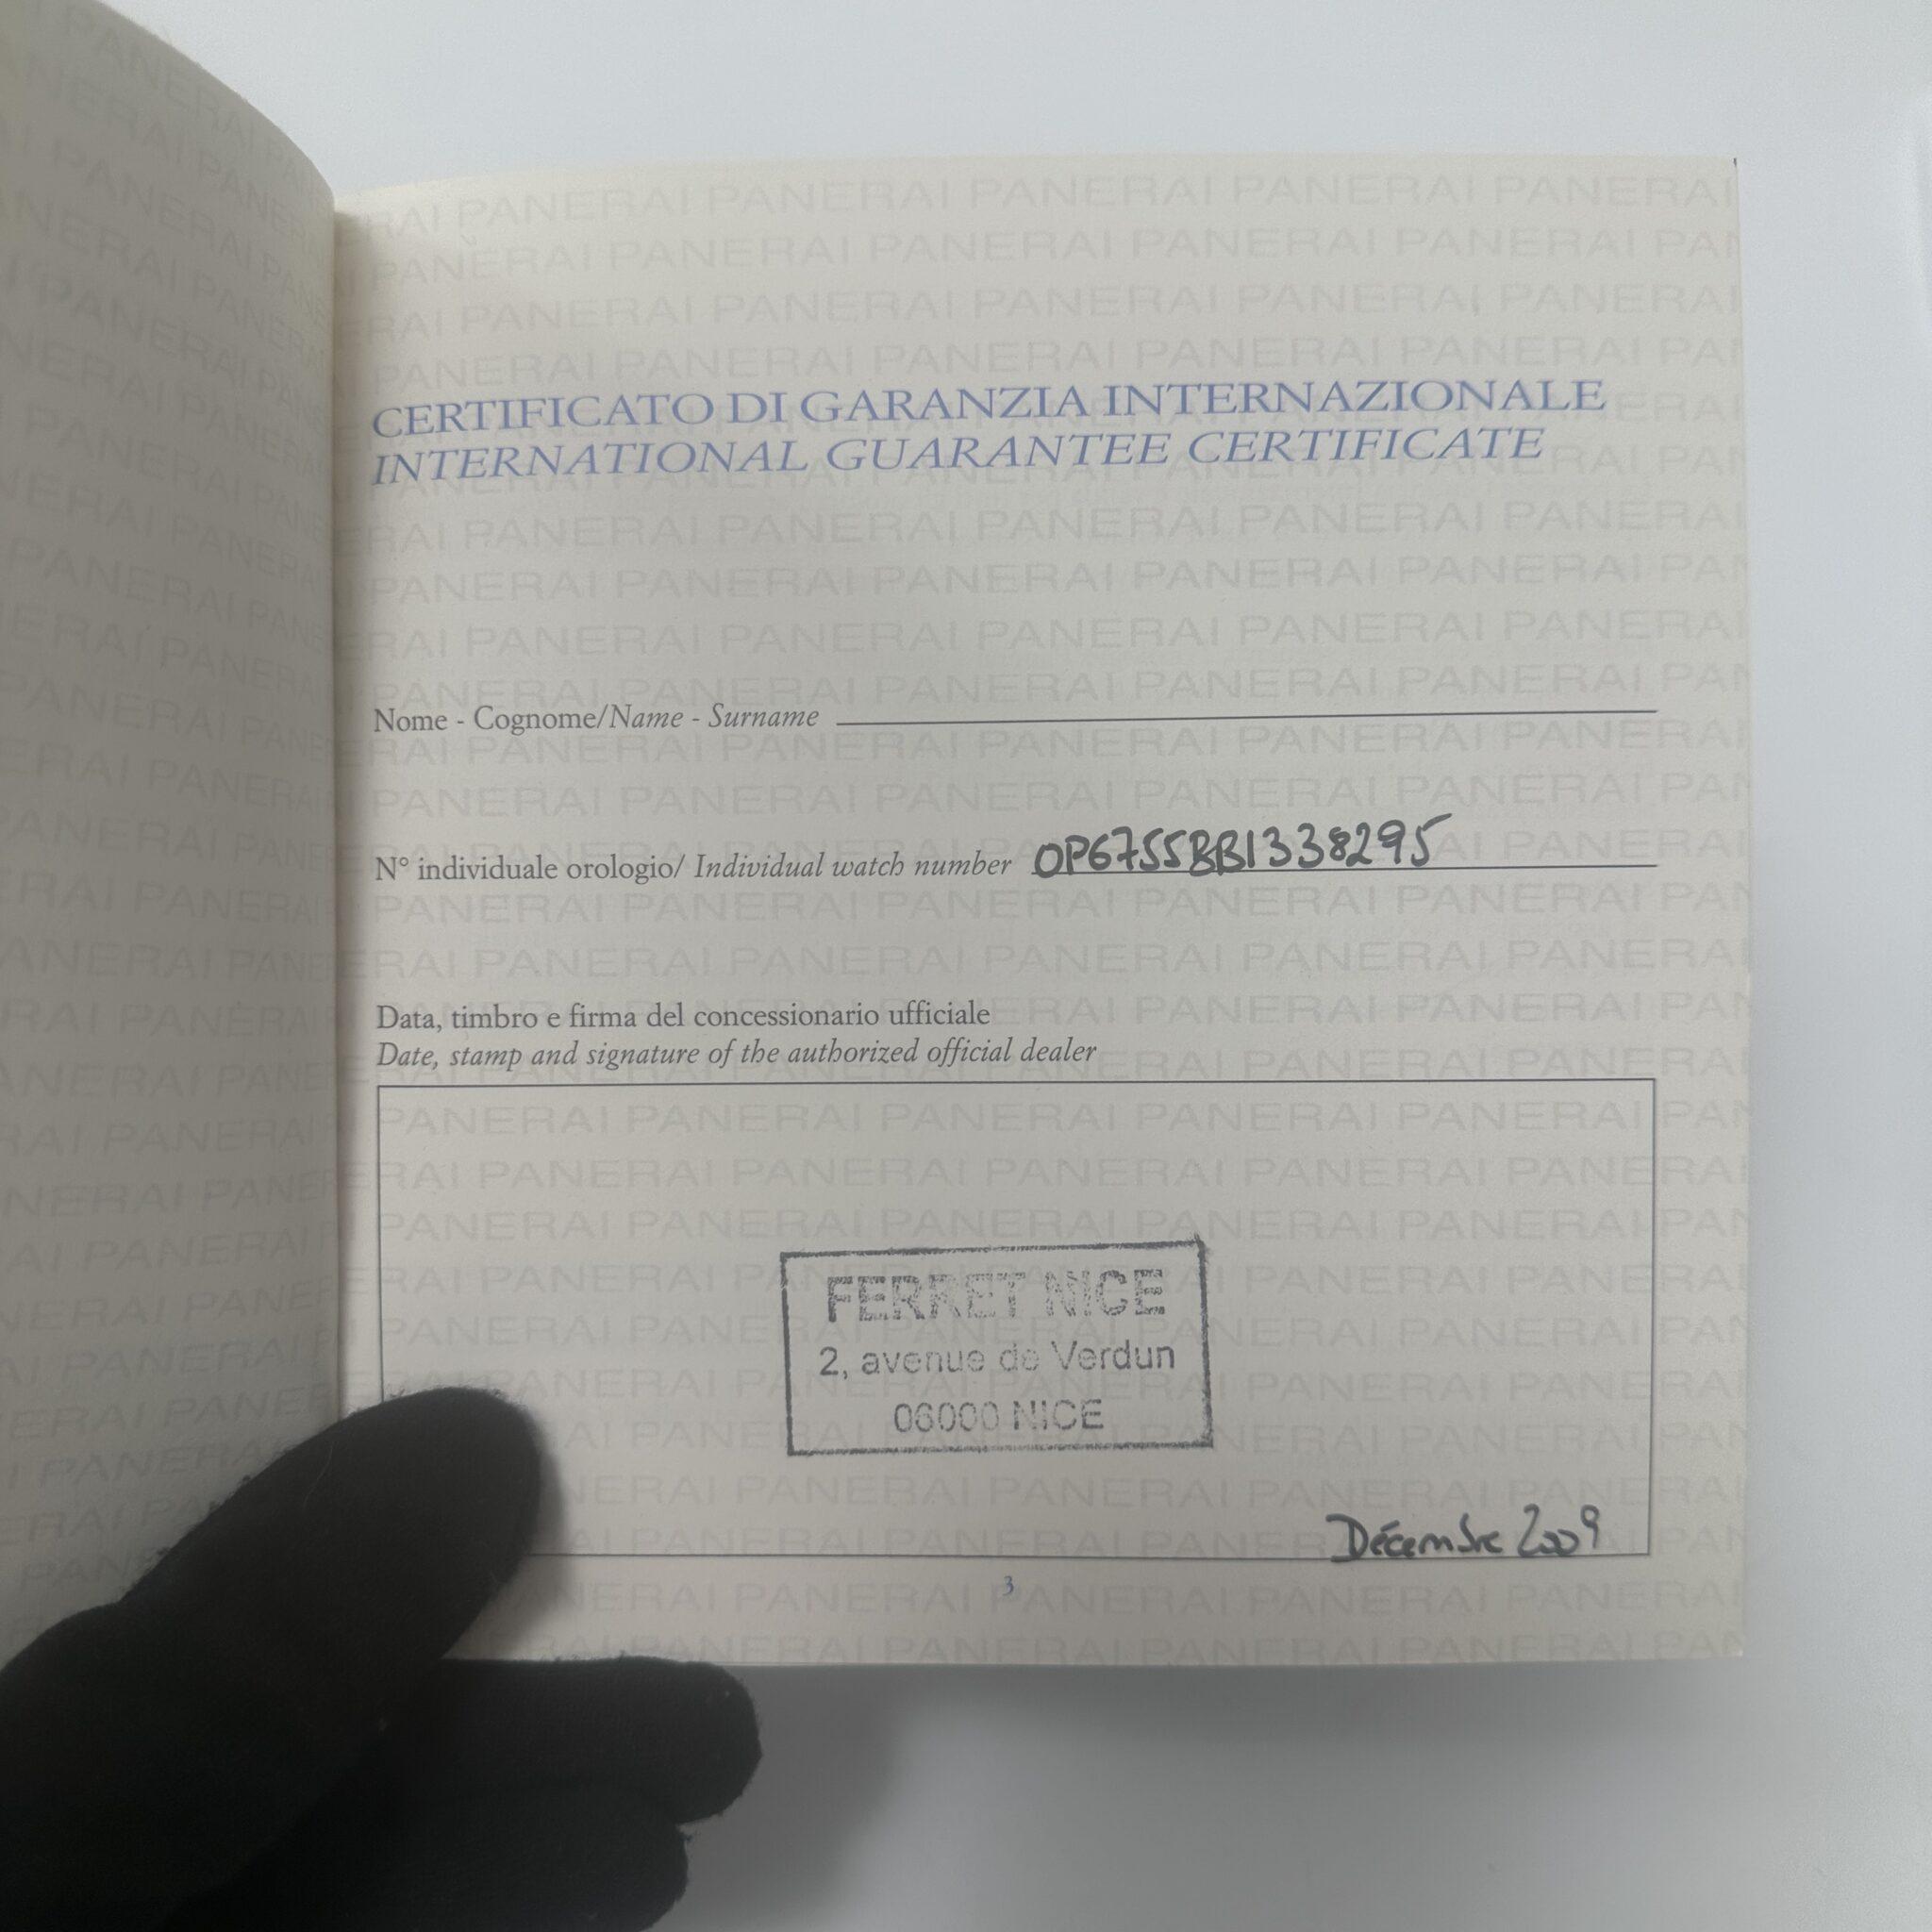 CERTIFICATO DI GARANZIA INTERNAZIONALE
INTERNATIONAL GUARANTEE CERTIFICATE
Nome - Cognome/Name - Surname
N° individuale orologio/ Individual watch number OP6755BB1338295
Data, timbro e firma del concessionario ufficiale
Date, stamp and signature of the authorized official dealer
FERRET NICE
2, avenue de Verdun
06000 NICE
Décembre 2009
3